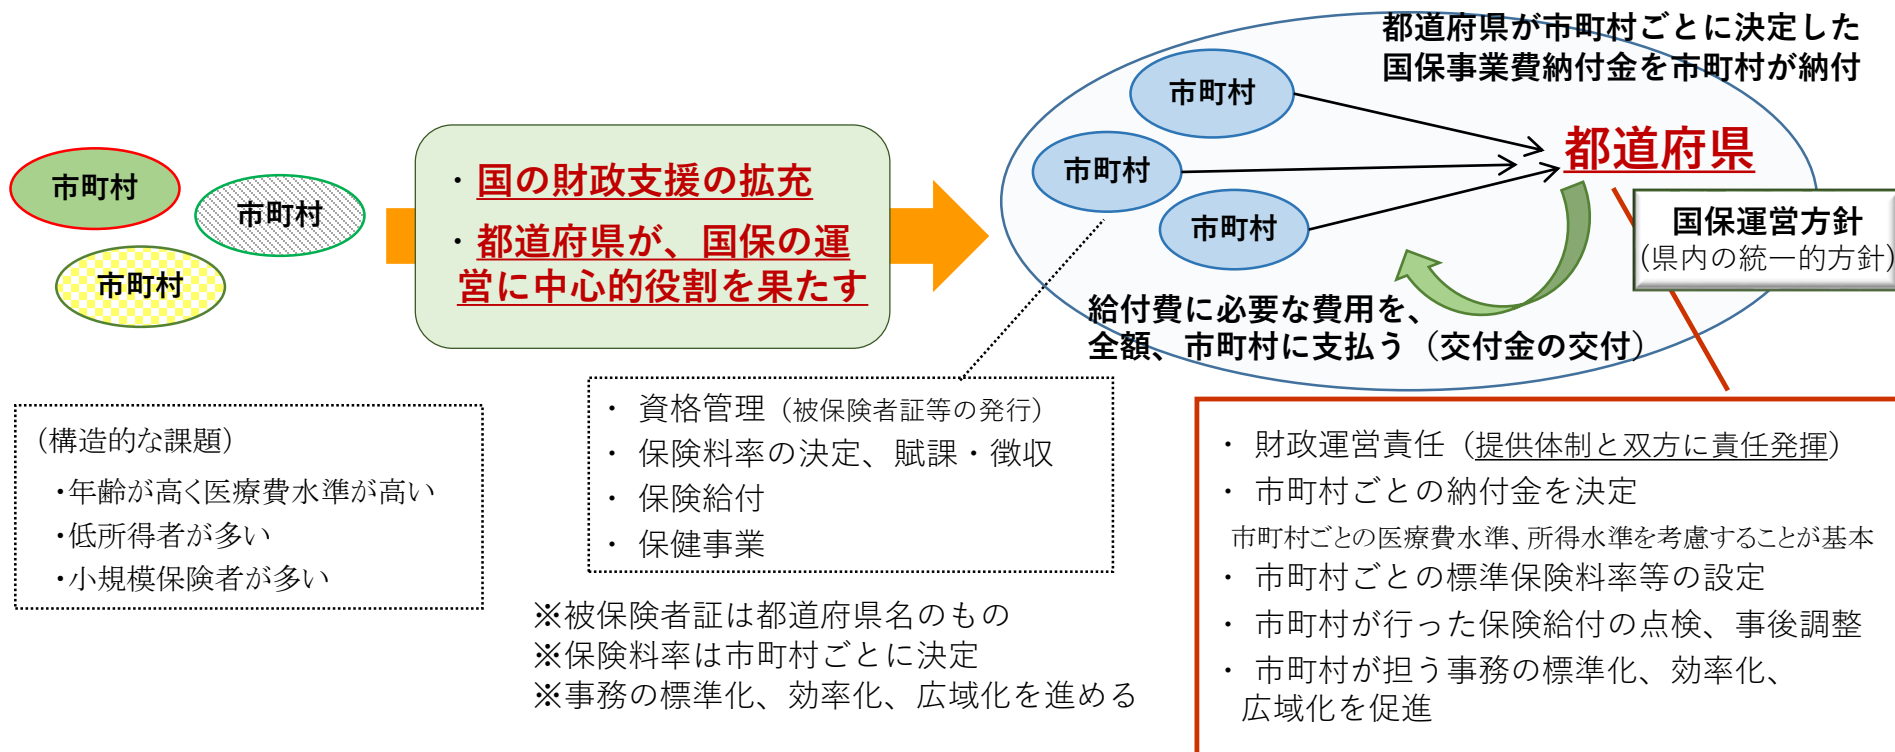 市町村
市町村
市町村
・国の財政支援の拡充
・都道府県が、国保の運
営に中心的役割を果たす
都道府県が市町村ごとに決定した
国保事業費納付金を市町村が納付
市町村
市町村
市町村
都道府県
国保運営方針
(県内の統一的方針)
給付費に必要な費用を、
全額、市町村に支払う（交付金の交付）
（構造的な課題）
・年齢が高く医療費水準が高い
・低所得者が多い
・小規模保険者が多い
・ 資格管理（被保険者証等の発行）
・ 保険料率の決定、賦課・徴収
・ 保険給付
・ 保健事業
※被保険者証は都道府県名のもの
※保険料率は市町村ごとに決定
※事務の標準化、効率化、広域化を進める
・ 財政運営責任（提供体制と双方に責任発揮）
・ 市町村ごとの納付金を決定
市町村ごとの医療費水準、所得水準を考慮することが基本
・ 市町村ごとの標準保険料率等の設定
・ 市町村が行った保険給付の点検、事後調整
・ 市町村が担う事務の標準化、効率化、
広域化を促進